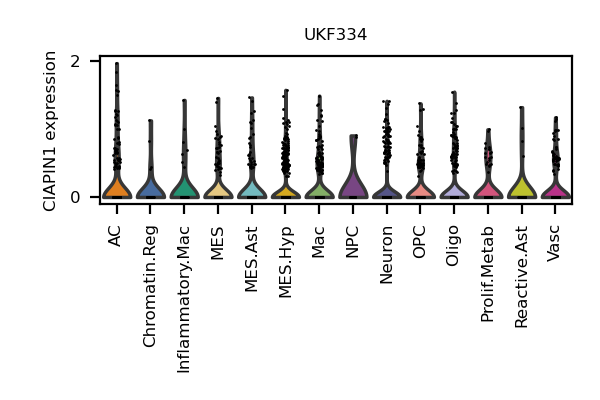 UKF334
CIAPIN1 expression
2
0
AC
Chromatin.Reg
Inflammatory.Mac
MES
MES.Ast
MES.Hyp
Mac
NPC
Neuron
OPC
Oligo
Prolif.Metab
Reactive.Ast
Vasc